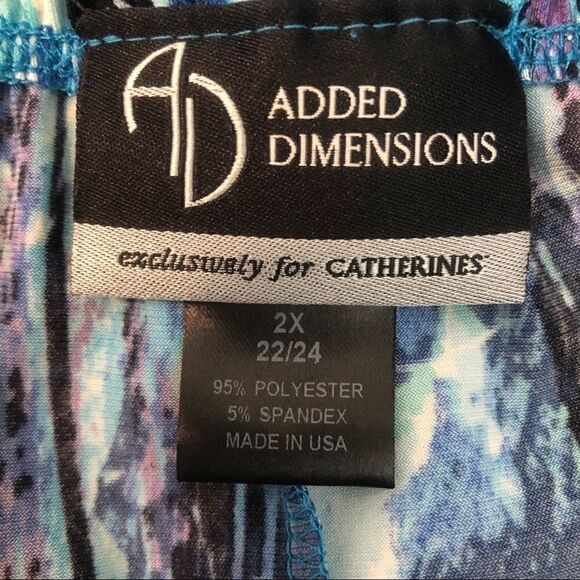 AD
ADDED
DIMENSIONS
exclusively for CATHERINES
2X
22/24
95% POLYESTER
5% SPANDEX
MADE IN USA